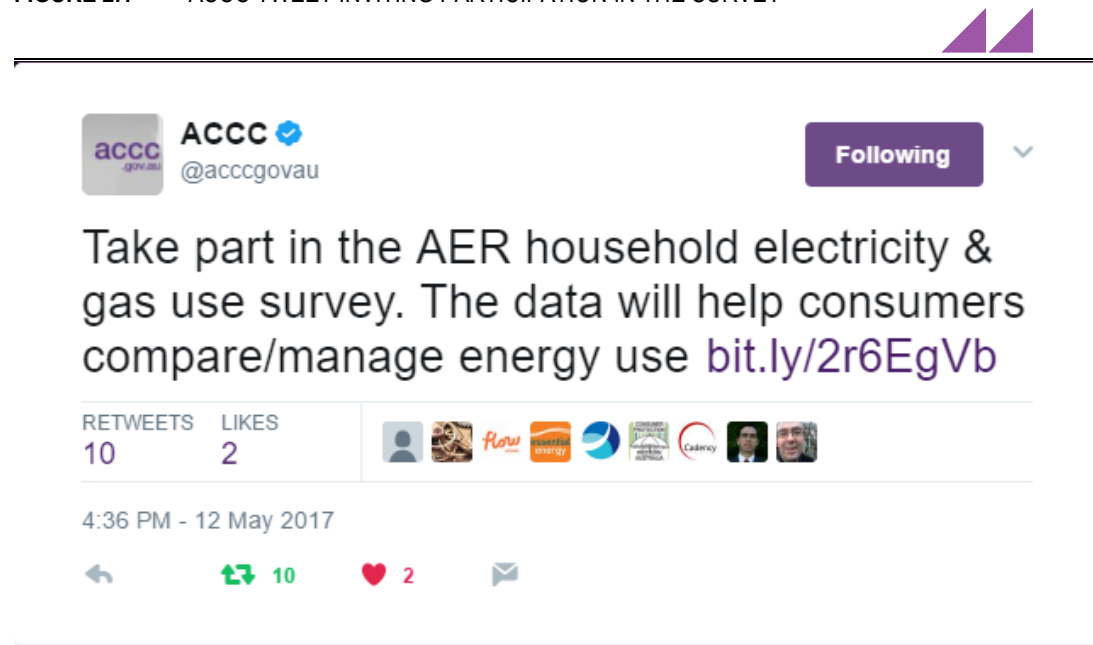 ACCC
@acccgovau
accc
.gov.au
Following
Take part in the AER household electricity &
gas use survey. The data will help consumers
compare/manage energy use bit.ly/2r6EgVb
RETWEETS LIKES
10 2
flow
essential
energy
Cadency
4:36 PM - 12 May 2017
10 2